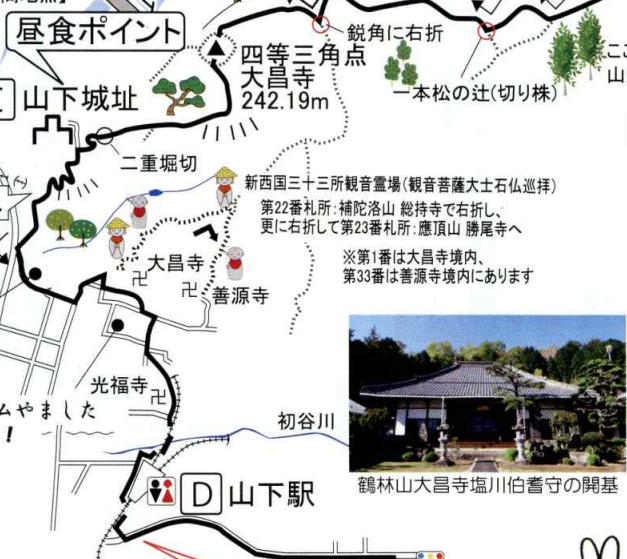 昼食ポイント
鋭角に右折
四等三角点
大昌寺
242.19m
一本松の辻(切り株)
山下城址
二重堀切
新西国三十三所観音霊場(観音菩薩大士石仏巡拝)
第22番札所:補陀洛山 総持寺で右折し、
更に右折して第23番札所:應頂山 勝尾寺へ
※第1番は大昌寺境内、
第33番は善源寺境内にあります
大昌寺
卍
卍
善源寺
光福寺
卍
ムやました
!
初谷川
D 山下駅
鶴林山大昌寺塩川伯耆守の開基